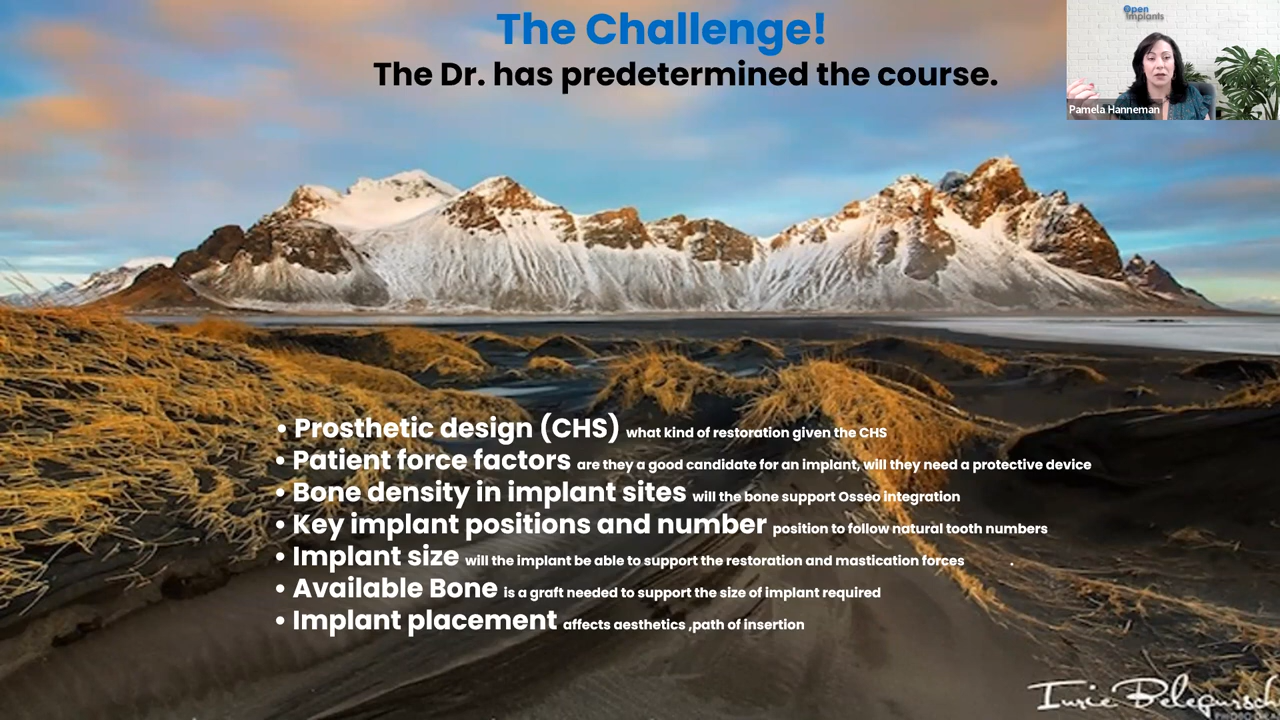 The Challenge!
The Dr. has predetermined the course.
Open
Implants
Pamela Hanneman
• Prosthetic design (CHS) what kind of restoration given the CHS
• Patient force factors are they a good candidate for an implant, will they need a protective device
• Bone density in implant sites will the bone support Osseo integration
• Key implant positions and number position to follow natural tooth numbers
• Implant size will the implant be able to support the restoration and mastication forces .
• Available Bone is a graft needed to support the size of implant required
• Implant placement affects aesthetics ,path of insertion